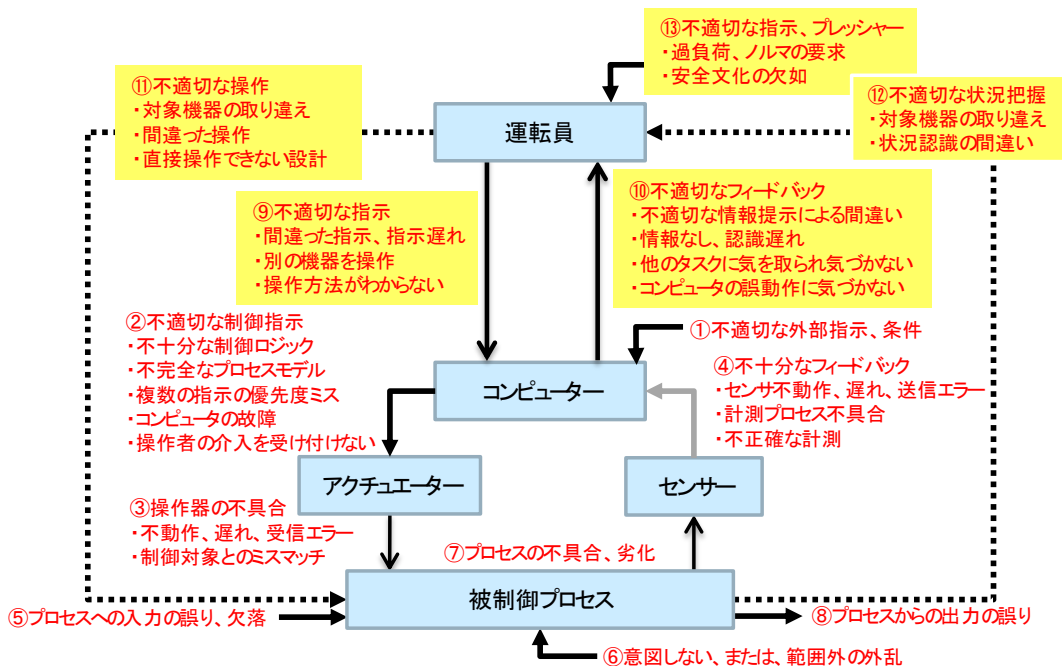 ⑬不適切な指示、プレッシャー
・過負荷、ノルマの要求
・安全文化の欠如
⑪不適切な操作
・対象機器の取り違え
・間違った操作
・直接操作できない設計
⑫不適切な状況把握
・対象機器の取り違え
・状況認識の間違い
運転員
⑨不適切な指示
・間違った指示、指示遅れ
・別の機器を操作
・操作方法がわからない
⑩不適切なフィードバック
・不適切な情報提示による間違い
・情報なし、認識遅れ
・他のタスクに気を取られ気づかない
・コンピュータの誤動作に気づかない
②不適切な制御指示
・不十分な制御ロジック
・不完全なプロセスモデル
・複数の指示の優先度ミス
・コンピュータの故障
・操作者の介入を受け付けない
①不適切な外部指示、条件
コンピューター
④不十分なフィードバック
・センサ不動作、遅れ、送信エラー
・計測プロセス不具合
・不正確な計測
アクチュエーター
センサー
③操作器の不具合
・不動作、遅れ、受信エラー
・制御対象とのミスマッチ
⑦プロセスの不具合、劣化
被制御プロセス
⑤プロセスへの入力の誤り、欠落
⑧プロセスからの出力の誤り
⑥意図しない、または、範囲外の外乱